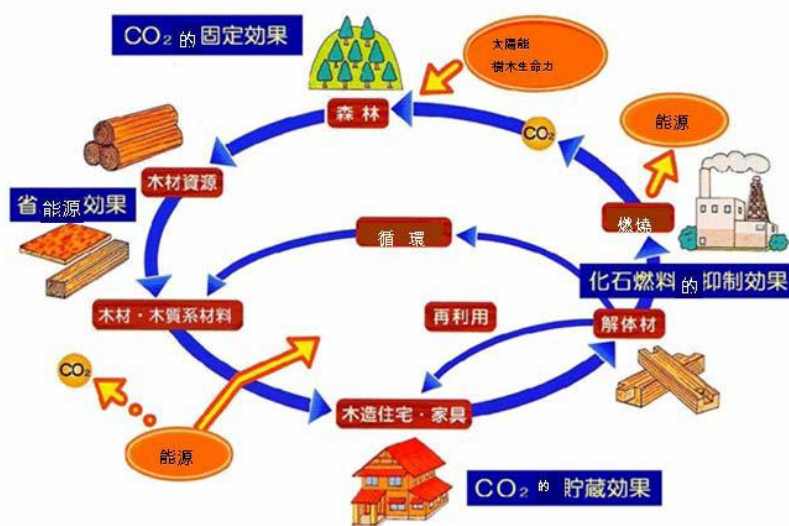 CO₂的固定効果
太陽能
樹木生命力
森林
CO₂
能源
木材資源
省能源効果
燃燒
循環
化石燃料的抑制効果
木材・木質系材料
再利用
解体材
CO₂
木造住宅・家具
能源
CO₂的貯蔵効果